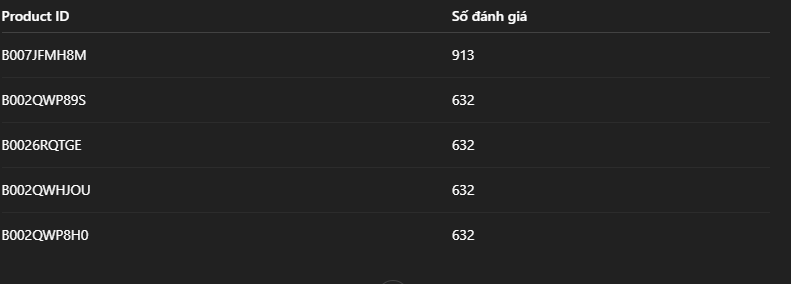 Product ID Số đánh giá
B007JFMH8M 913
B002QWP89S 632
B0026RQTGE 632
B002QWHJOU 632
B002QWP8H0 632